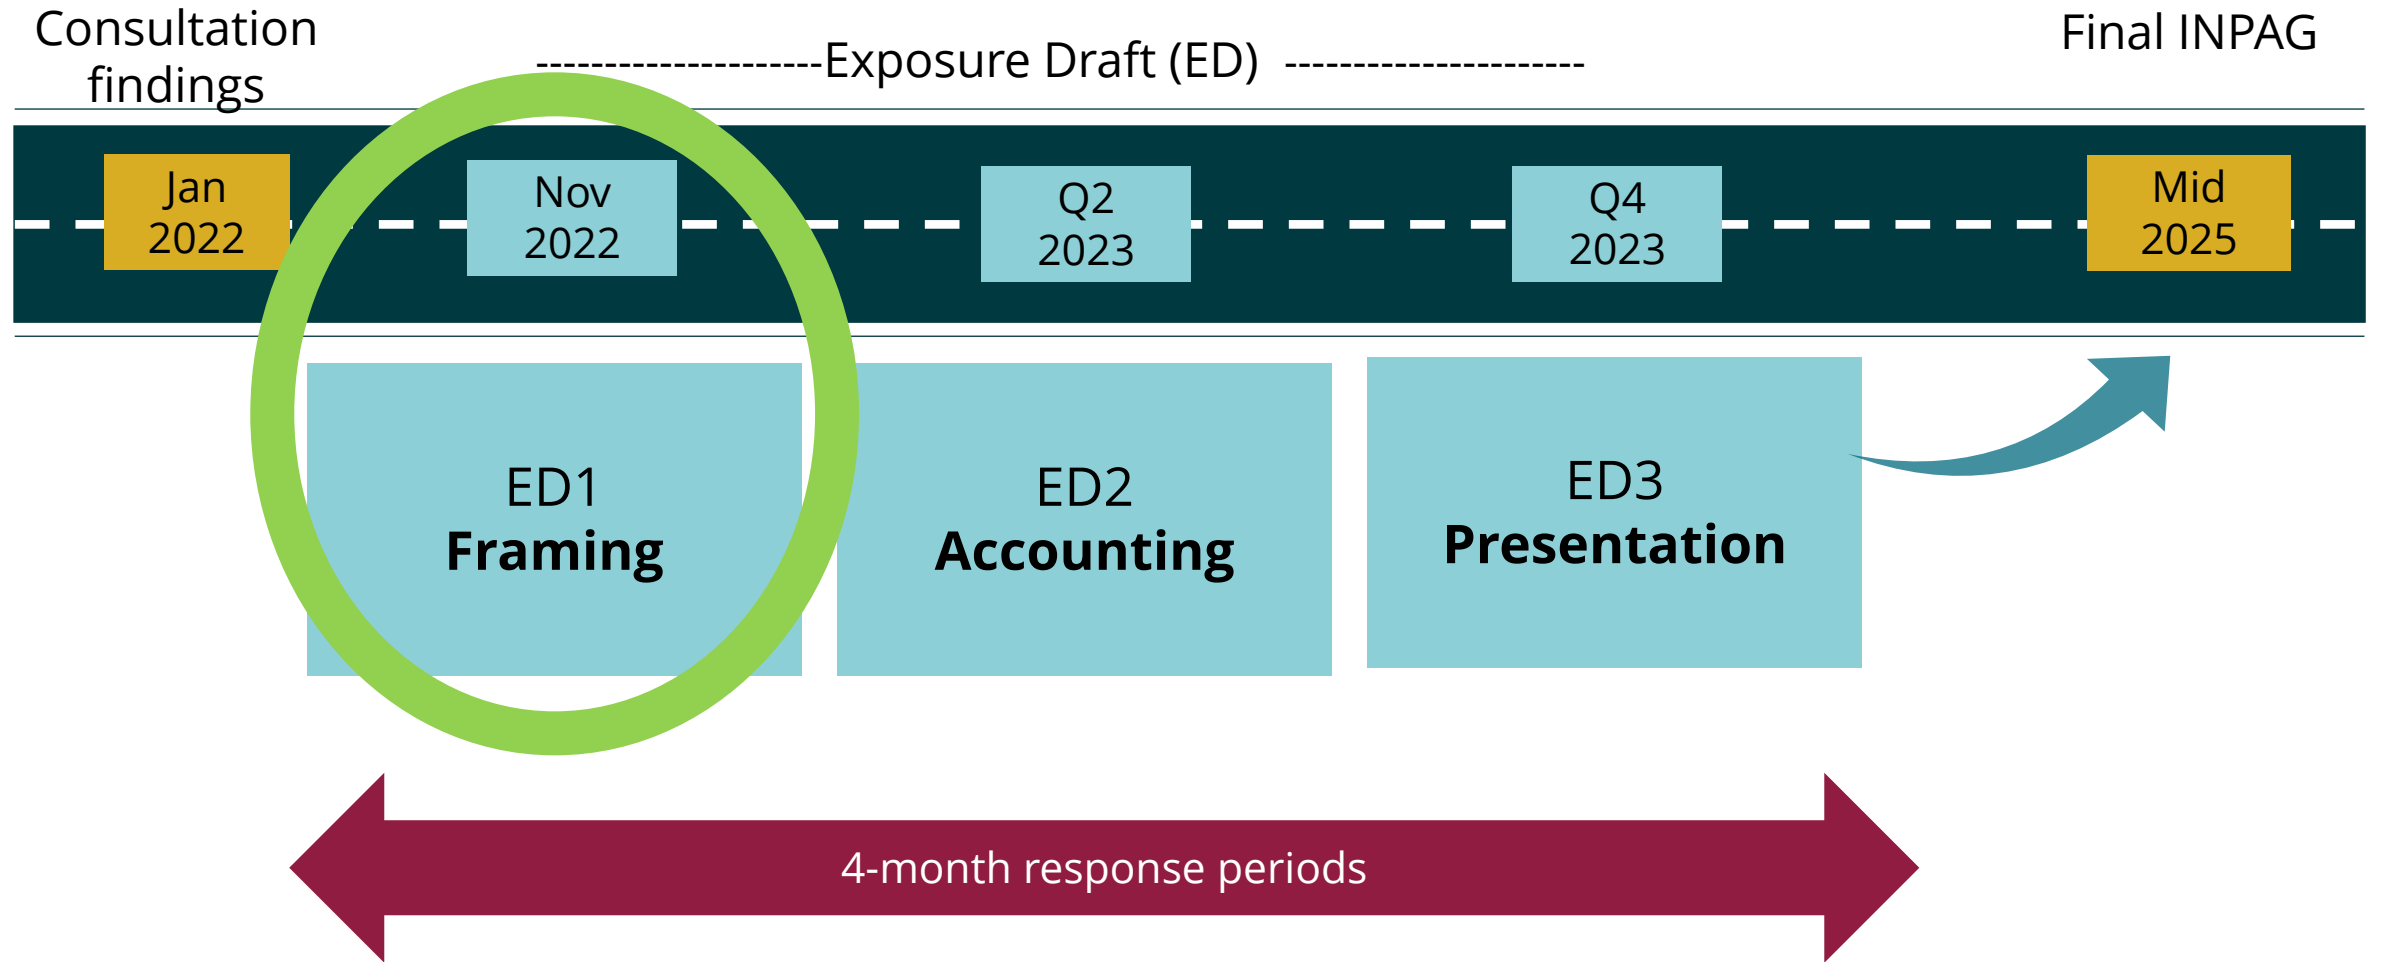 Consultation
findings
---------------------Exposure Draft (ED) ----------------------
Final INPAG
Jan
2022
Nov
2022
Q2
2023
Q4
2023
Mid
2025
ED1
Framing
ED2
Accounting
ED3
Presentation
4-month response periods